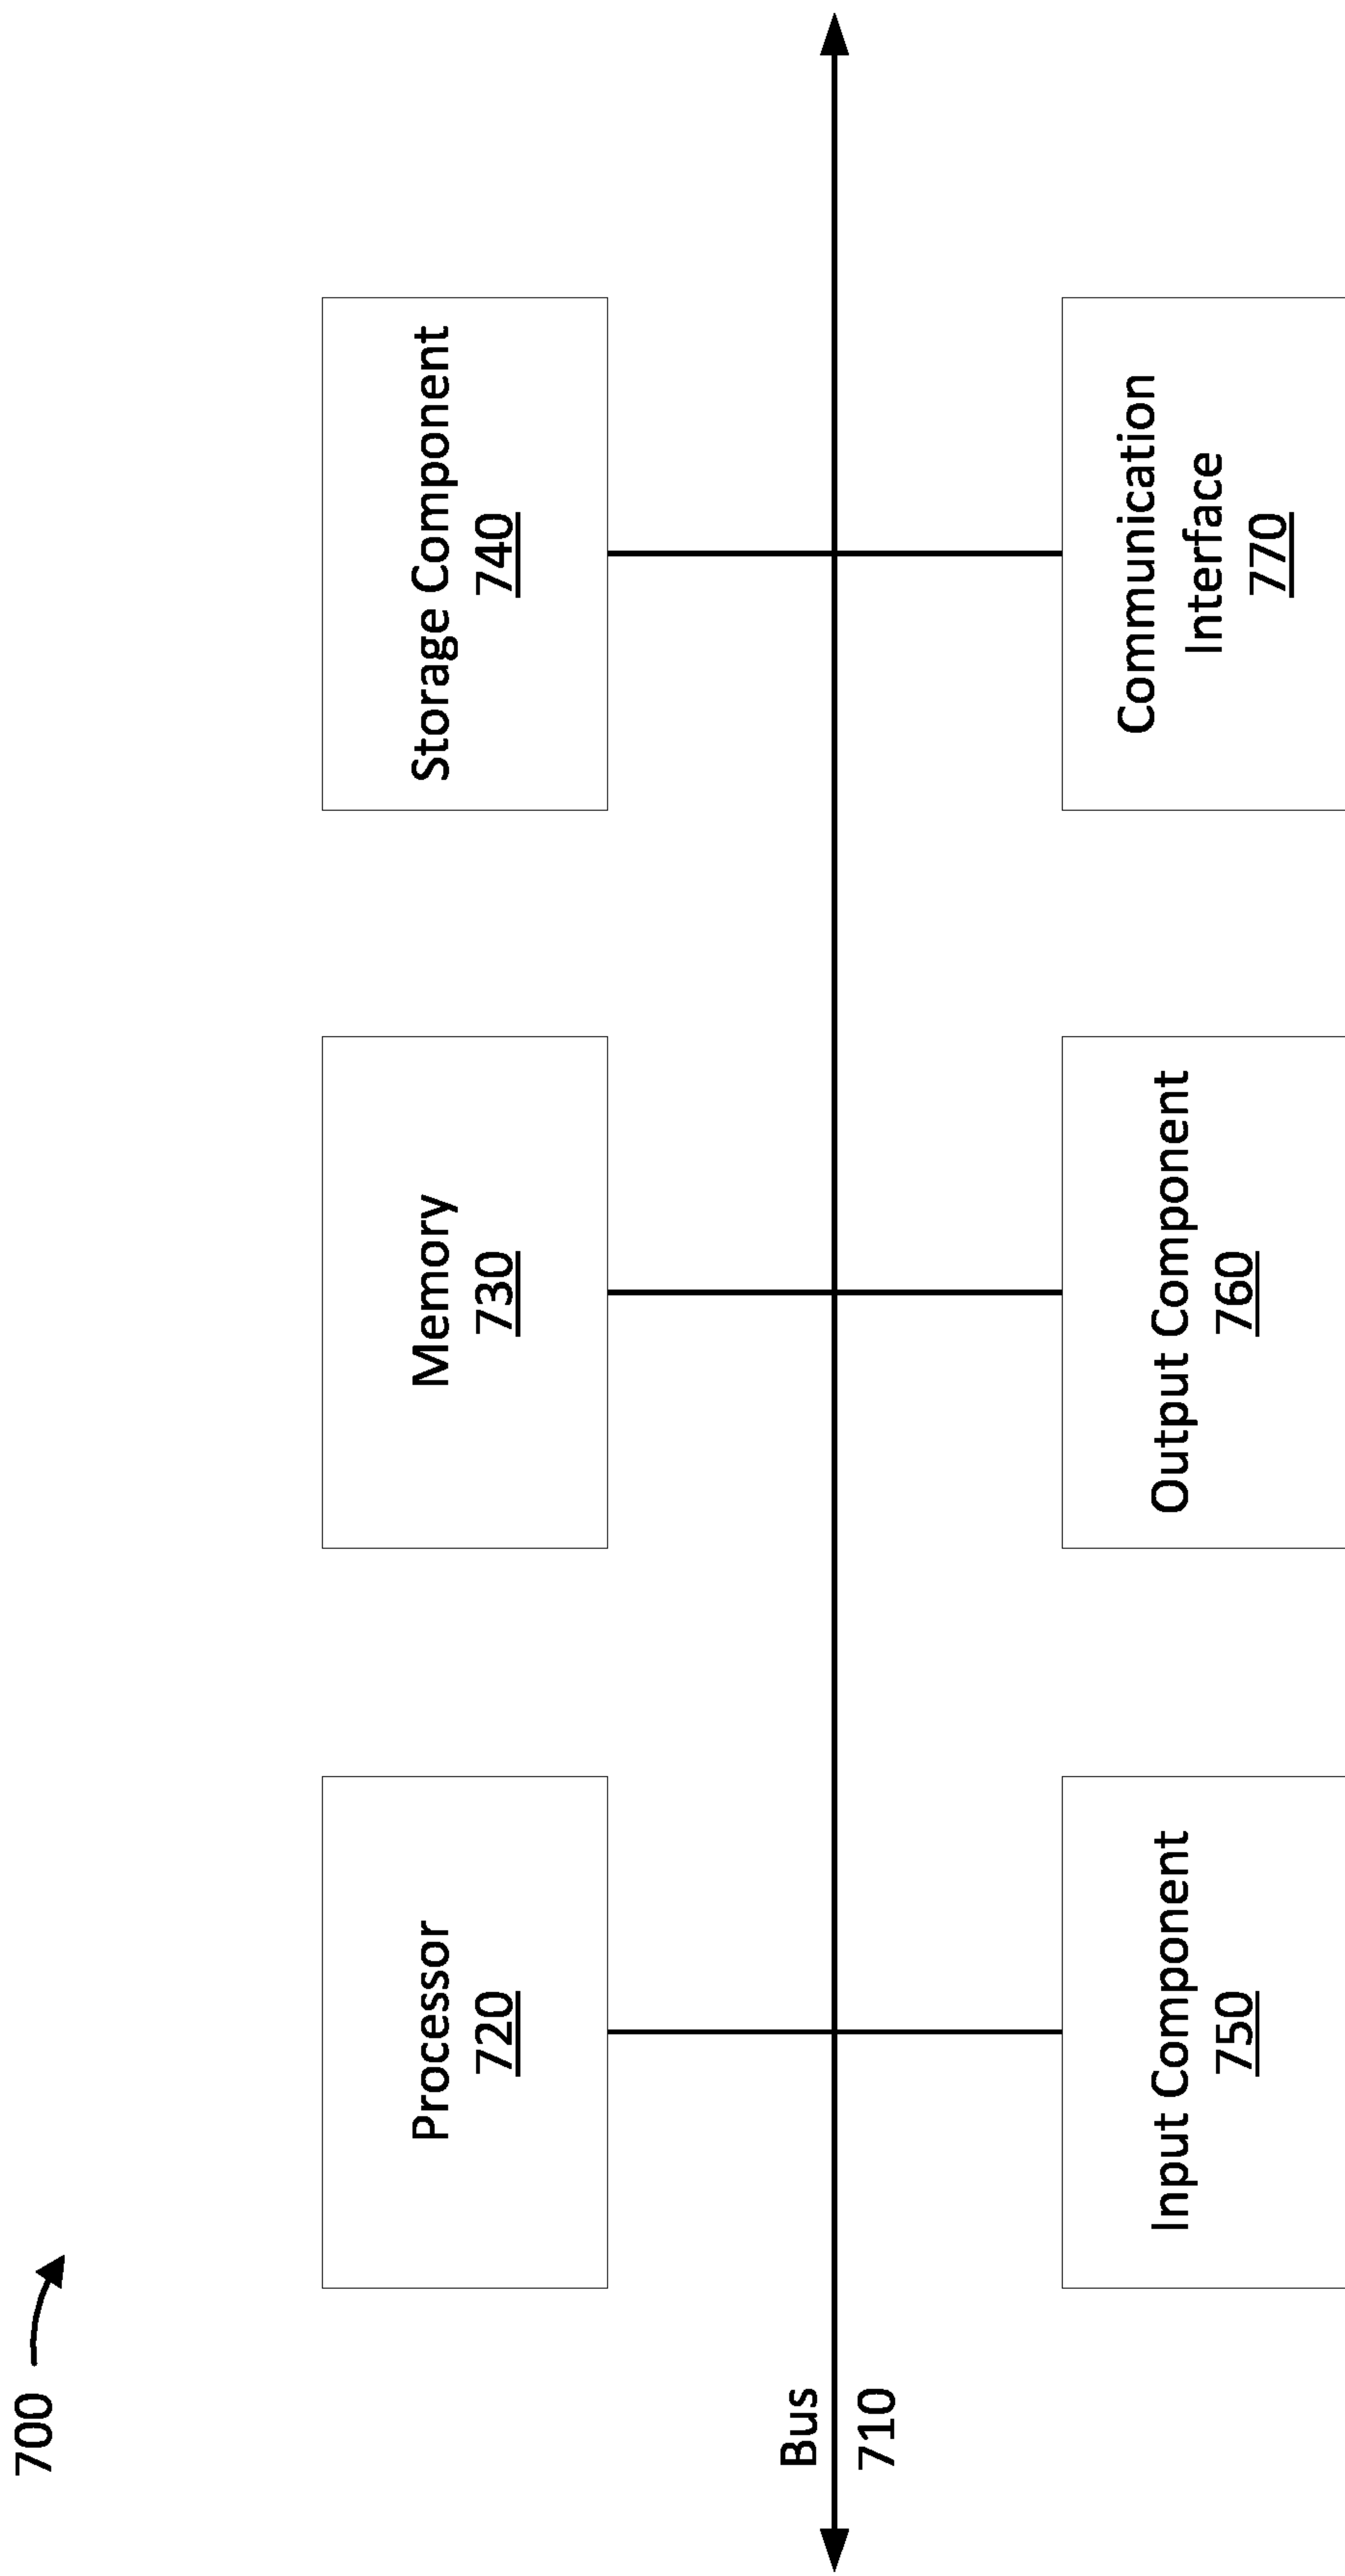 700
Processor
720
Memory
730
Storage Component
740
Bus
710
Input Component
750
Output Component
760
Communication
Interface
770